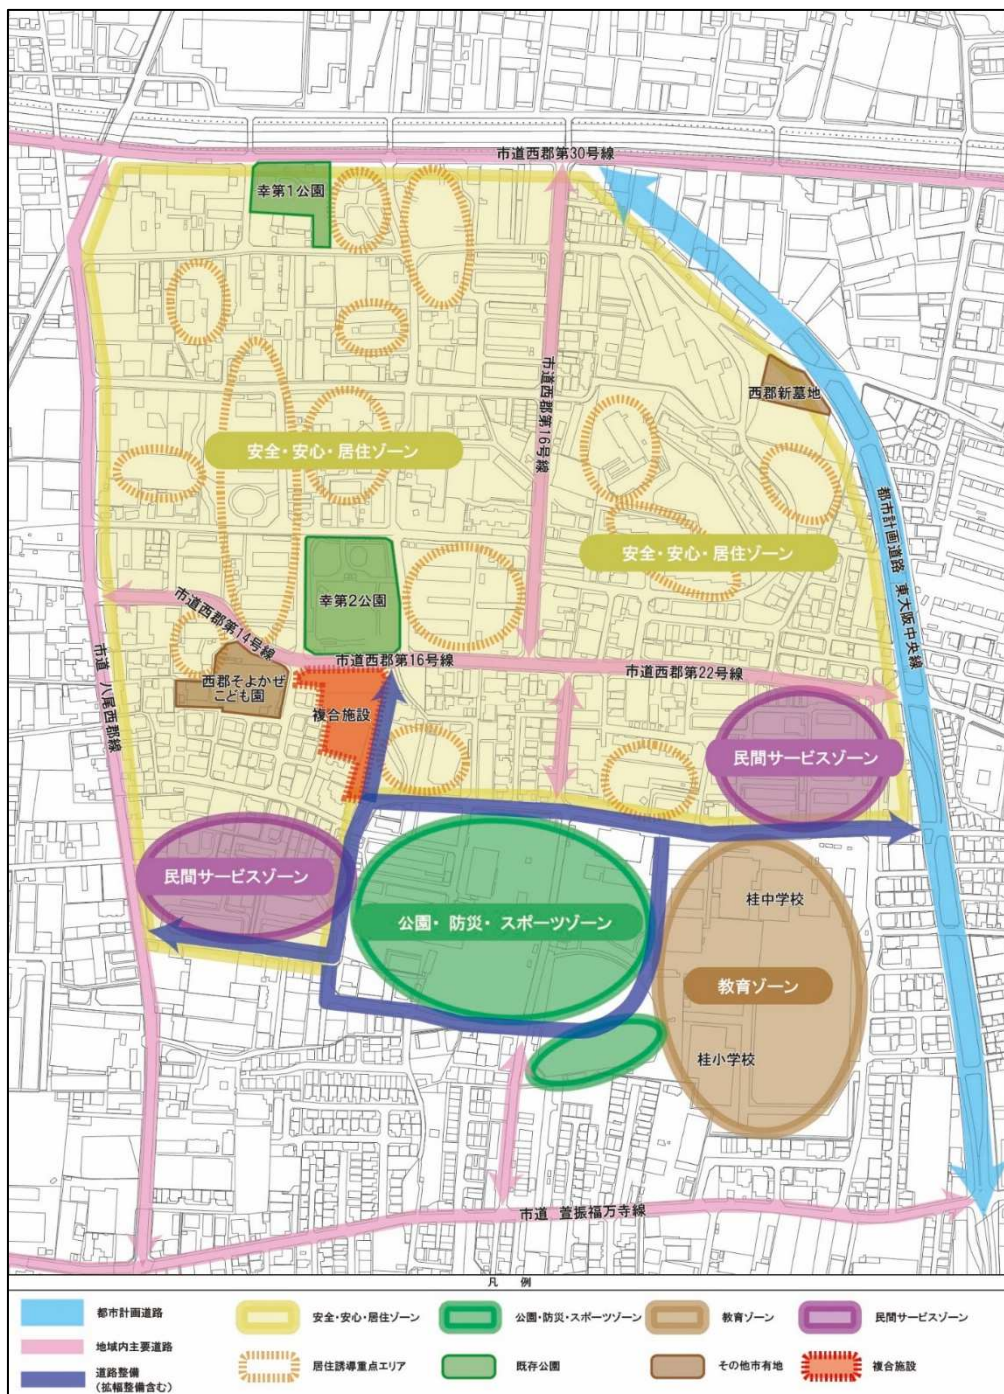 市道西郡第30号線
幸第1公園
市道西郡第16号線
西郡新墓地
安全・安心・居住ゾーン
都市計画道路 東大阪中央線
安全・安心・居住ゾーン
幸第2公園
市道西郡第14号線
市道西郡第16号線
市道西郡第22号線
市道 八尾西郡線
西郡そよかぜ
こども園
複合施設
民間サービスゾーン
民間サービスゾーン
桂中学校
公園・防災・スポーツゾーン
教育ゾーン
桂小学校
市道 萱振福万寺線
凡例
都市計画道路
安全・安心・居住ゾーン
公園・防災・スポーツゾーン
教育ゾーン
民間サービスゾーン
地域内主要道路
居住誘導重点エリア
既存公園
その他市有地
複合施設
道路整備
(拡幅整備含む)